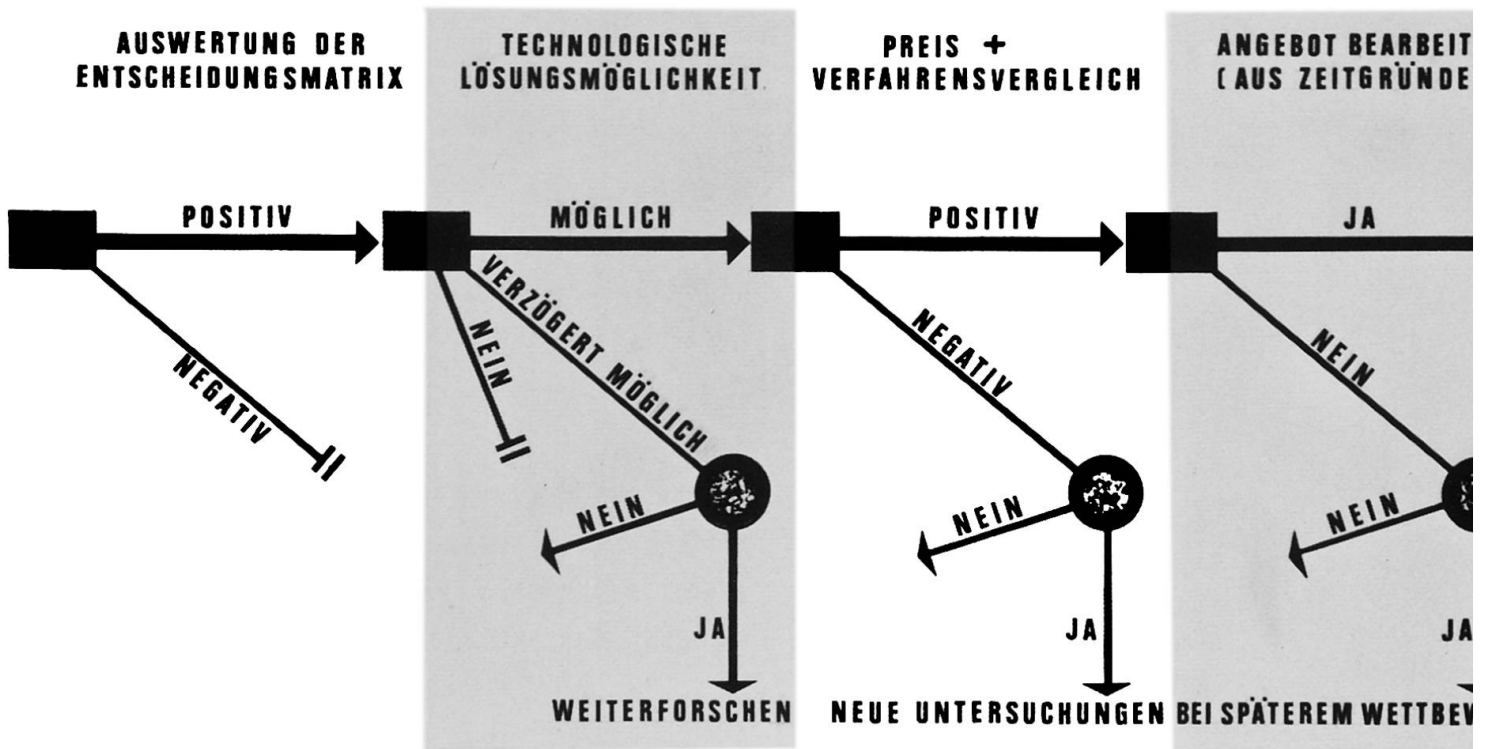 AUSWERTUNG DER
ENTSCHEIDUNGSMATRIX
TECHNOLOGISCHE
LÖSUNGSMÖGLICHKEIT
PREIS +
VERFAHRENSVERGLEICH
ANGEBOT BEARBEIT
(AUS ZEITGRÜNDE
POSITIV
MÖGLICH
POSITIV
JA
NEGATIV
NEIN
VERZÖGERT MÖGLICH
NEGATIV
NEIN
NEIN
NEIN
NEIN
JA
JA
JA
WEITERFORSCHEN
NEUE UNTERSUCHUNGEN
BEI SPÄTEREM WETTBEW